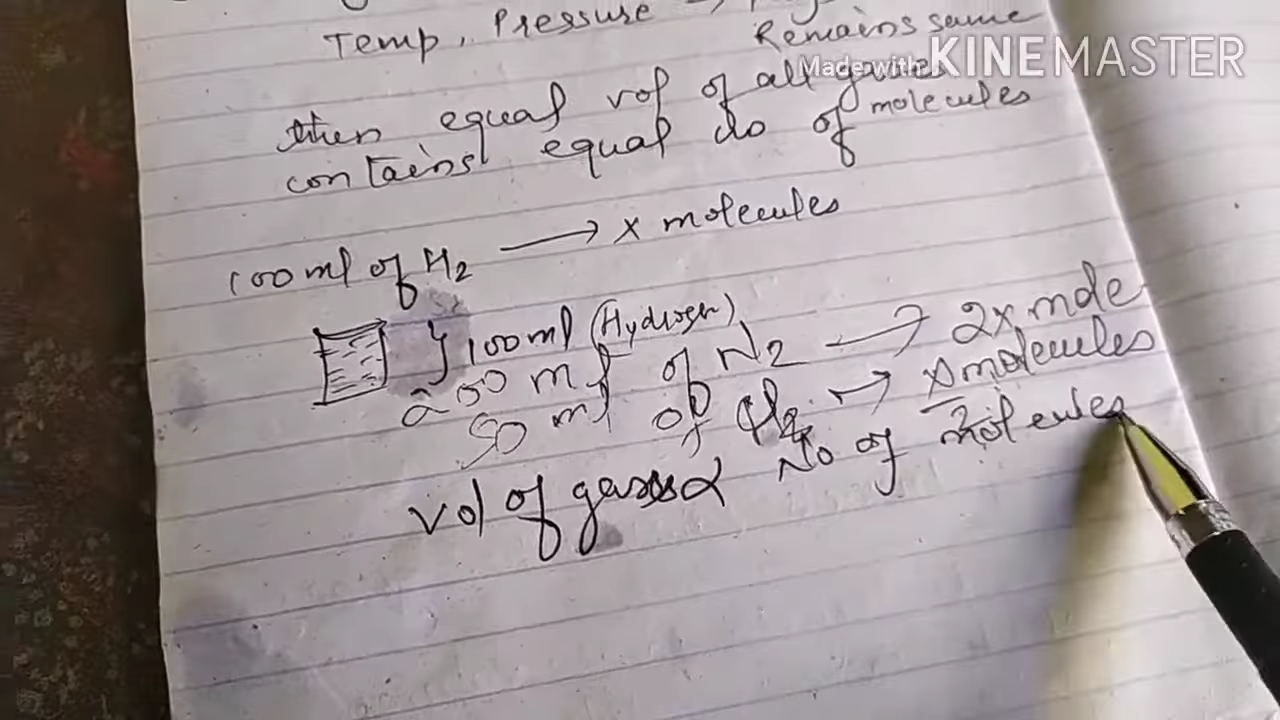 Temp, Pressure →
Remains same
Made with KINEMASTER
then equal vol of all gases
contains equal no of molecules
100 ml of H2 → x molecules
100ml (Hydrogen)
200 ml of N2 → 2x mole
50 ml of → x/2 molecules
vol of gases ∝ No of molecules